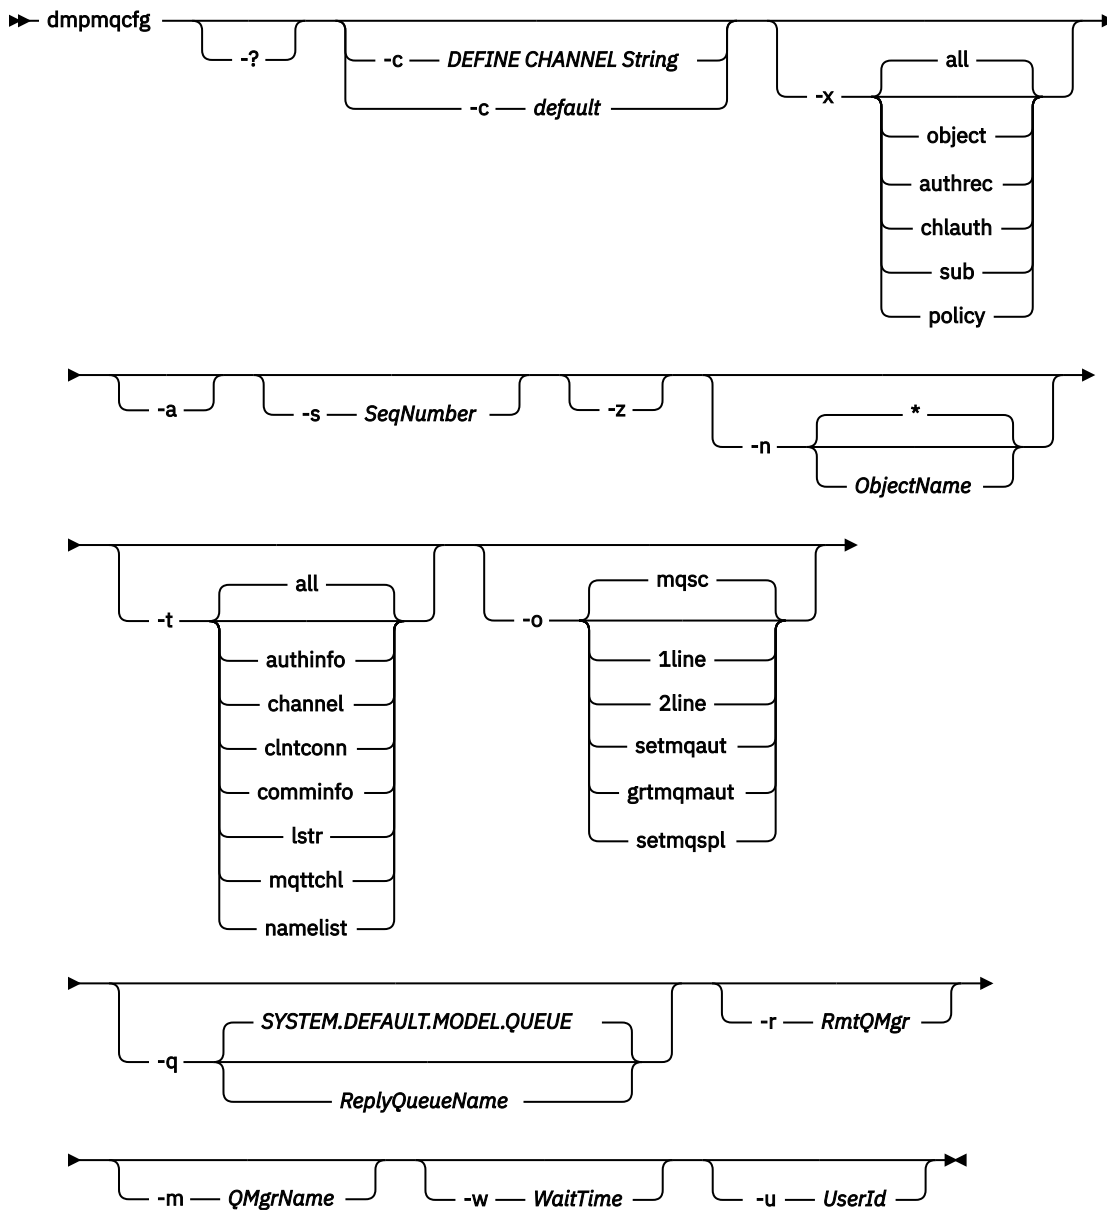 dmpmqcfg
-?
-c DEFINE CHANNEL String
-c default
-x
all
object
authrec
chlauth
sub
policy
-a
-s SeqNumber
-z
-n
*
ObjectName
-t
all
authinfo
channel
clntconn
comminfo
lstr
mqttchl
namelist
-o
mqsc
1line
2line
setmqaut
grtmqmaut
setmqspl
-q
SYSTEM.DEFAULT.MODEL.QUEUE
ReplyQueueName
-r RmtQMgr
-m QMgrName
-w WaitTime
-u UserId